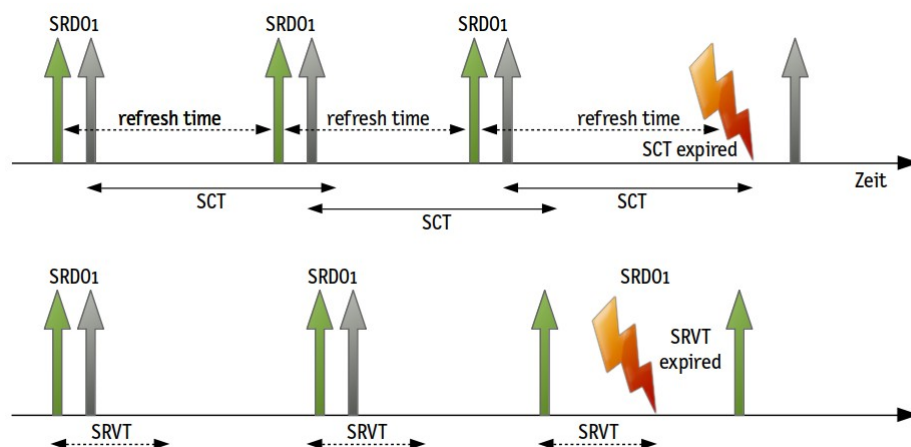 SRDO1
SRDO1
SRDO1
refresh time
refresh time
refresh time
SCT expired
Zeit
SCT
SCT
SCT
SRDO1
SRDO1
SRDO1
SRVT
expired
SRVT
SRVT
SRVT